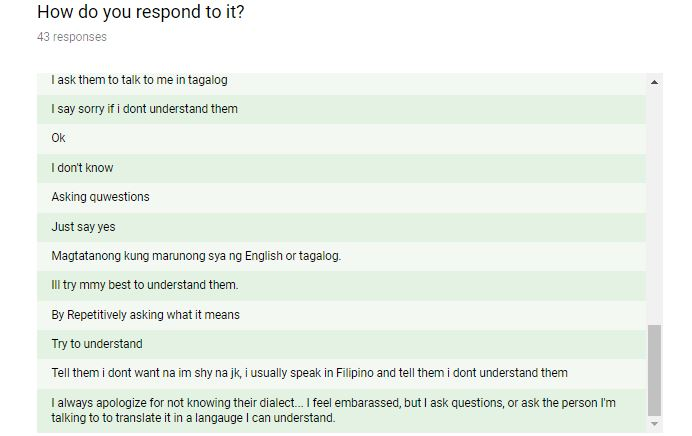 How do you respond to it?
43 responses
I ask them to talk to me in tagalog
I say sorry if i dont understand them
Ok
I don't know
Asking quwestions
Just say yes
Magtatanong kung marunong sya ng English or tagalog.
Ill try mmy best to understand them.
By Repetitively asking what it means
Try to understand
Tell them i dont want na im shy na jk, i usually speak in Filipino and tell them i dont understand them
I always apologize for not knowing their dialect... I feel embarassed, but I ask questions, or ask the person I'm
talking to to translate it in a langauge I can understand.